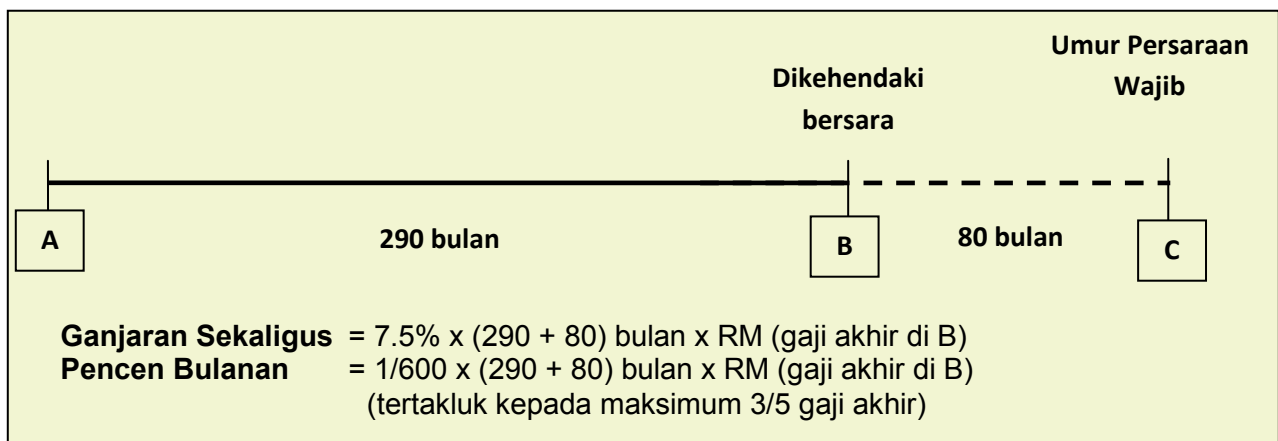 Umur Persaraan
Wajib
Dikehendaki
bersara
A
290 bulan
B
80 bulan
C
Ganjaran Sekaligus = 7.5% x (290 + 80) bulan x RM (gaji akhir di B)
Pencen Bulanan = 1/600 x (290 + 80) bulan x RM (gaji akhir di B)
(tertakluk kepada maksimum 3/5 gaji akhir)